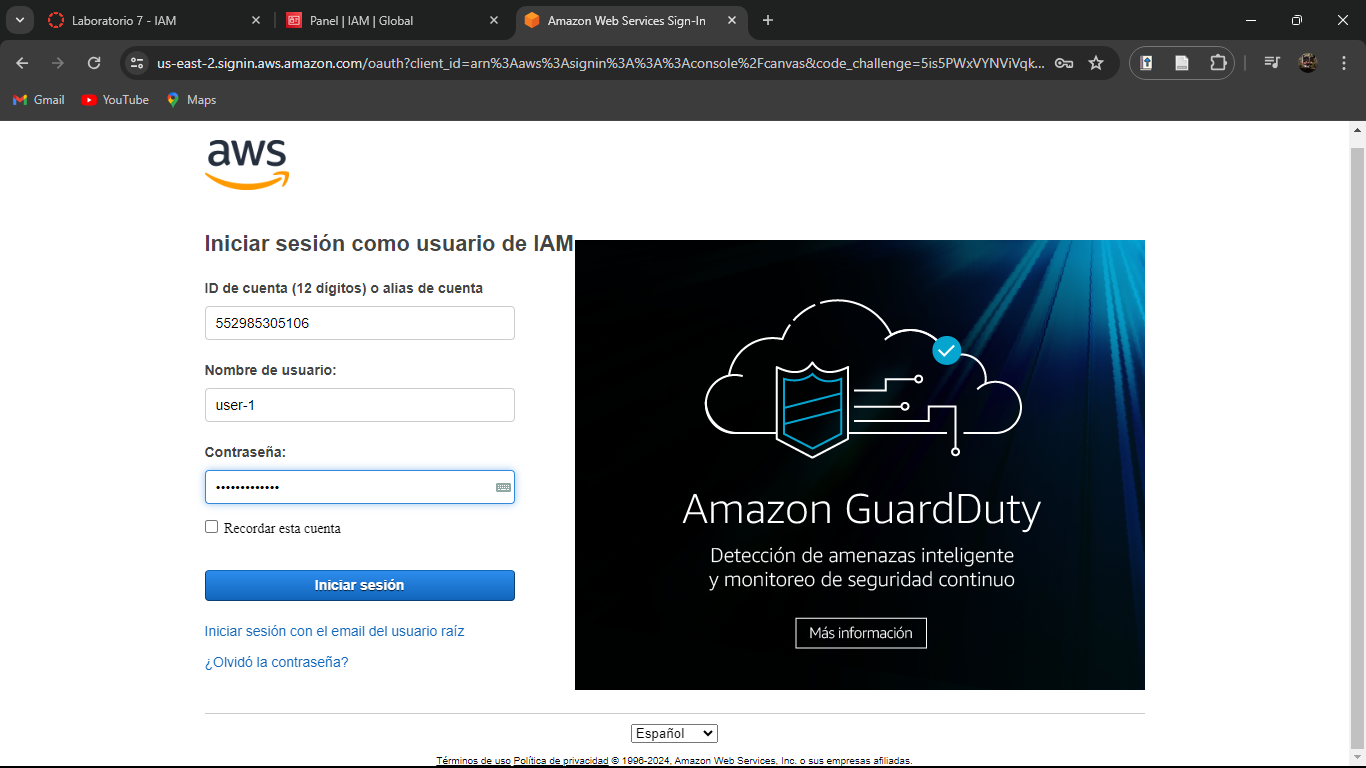 Laboratorio 7 - IAM
Panel | IAM | Global
Amazon Web Services Sign-In
us-east-2.signin.aws.amazon.com/oauth?client_id=arn%3Aaws%3Asignin%3A%3A%3Aconsole%2Fcanvas&code_challenge=5is5PWxVYNViVqk...
Gmail
YouTube
Maps
aws
Iniciar sesión como usuario de IAM
ID de cuenta (12 dígitos) o alias de cuenta
552985305106
Nombre de usuario:
user-1
Contraseña:
•••••••••••••
Recordar esta cuenta
Iniciar sesión
Iniciar sesión con el email del usuario raíz
¿Olvidó la contraseña?
Amazon GuardDuty
Detección de amenazas inteligente
y monitoreo de seguridad continuo
Más información
Español
Términos de uso Política de privacidad © 1996-2024, Amazon Web Services, Inc. o sus empresas afiliadas.